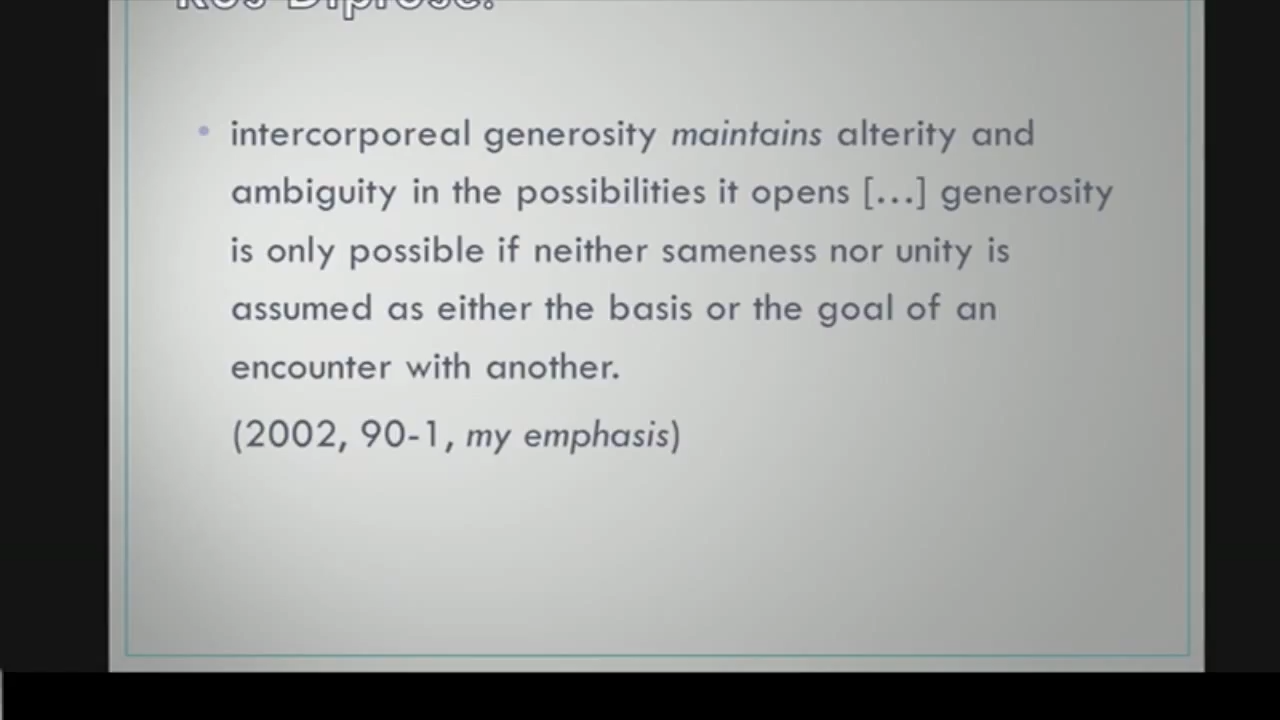 Ros Diprose:
• intercorporeal generosity maintains alterity and
ambiguity in the possibilities it opens […] generosity
is only possible if neither sameness nor unity is
assumed as either the basis or the goal of an
encounter with another.
(2002, 90-1, my emphasis)